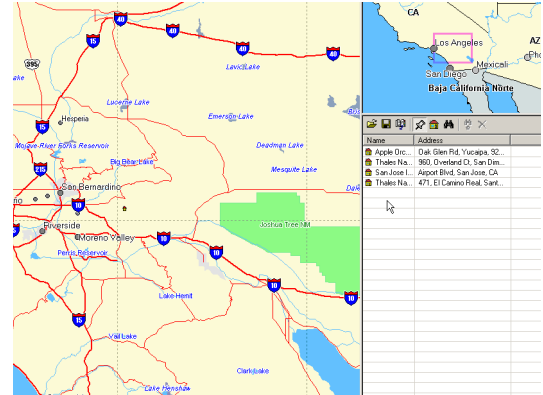 40
15
40
40
40
395
Lavic Lake
Lucerne Lake
Hesperia
Emerson Lake
15
Mojave River Forks Reservoir
Deadman Lake
215
Big Bear Lake
Mesquite Lake
San Bernardino
10
Joshua Tree NM
Riverside
Moreno Valley
10
Perris Reservoir
10
10
10
Lake Hemit
15
Vail Lake
Clark Lake
Lake Henshaw
CA
Los Angeles
AZ
Mexicali
San Diego
Baja California Norte
Name Address
Apple Orc... Oak Glen Rd, Yucaipa, 92...
Thales Na... 960, Overland Ct, San Dim...
San Jose I... Airport Blvd, San Jose, CA
Thales Na... 471, El Camino Real, Sant...